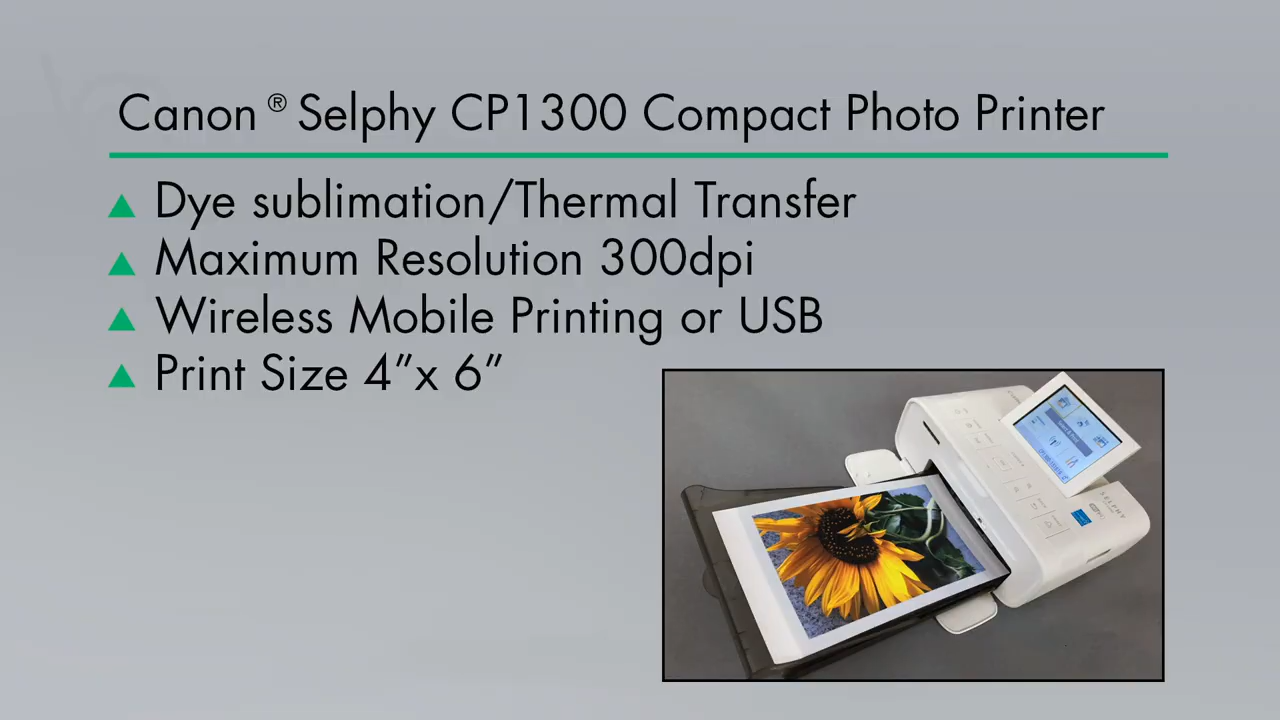 Canon ® Selphy CP1300 Compact Photo Printer
▲ Dye sublimation/Thermal Transfer
▲ Maximum Resolution 300dpi
▲ Wireless Mobile Printing or USB
▲ Print Size 4”x 6”
SELPHY